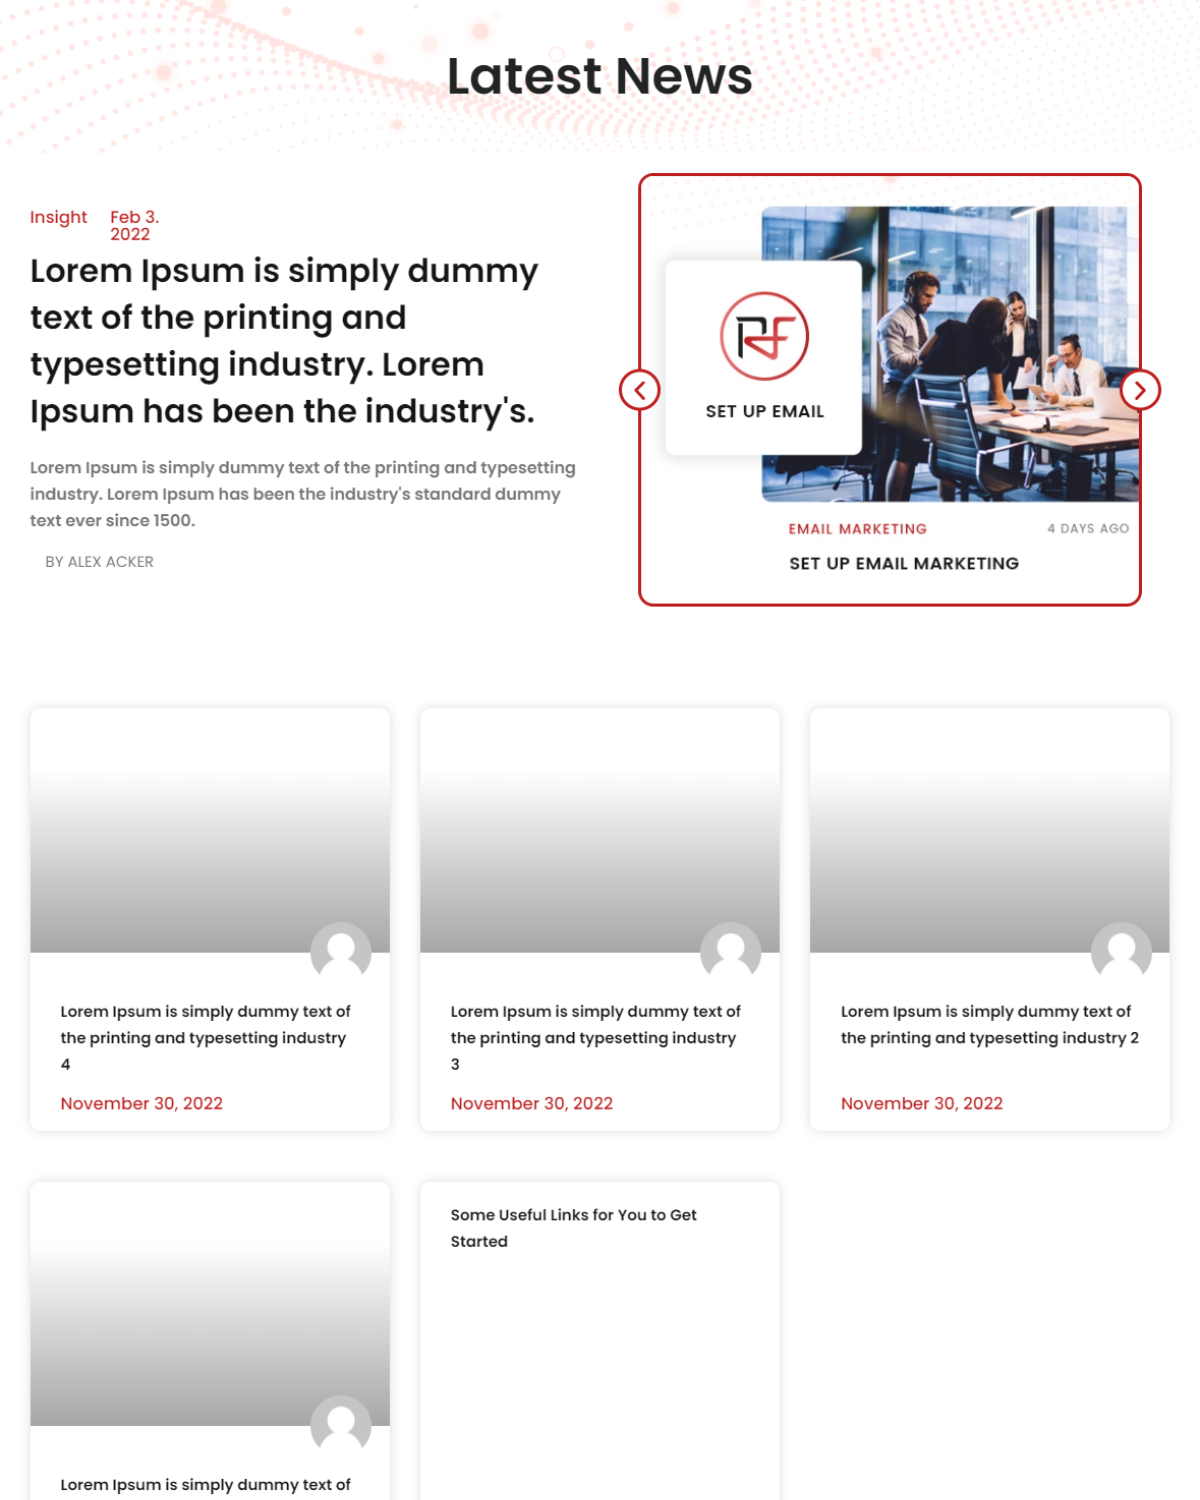 Latest News
Insight
Feb 3.
2022
Lorem Ipsum is simply dummy
text of the printing and
typesetting industry. Lorem
Ipsum has been the industry's.
Lorem Ipsum is simply dummy text of the printing and typesetting
industry. Lorem Ipsum has been the industry's standard dummy
text ever since 1500.
BY ALEX ACKER
SET UP EMAIL
EMAIL MARKETING
4 DAYS AGO
SET UP EMAIL MARKETING
Lorem Ipsum is simply dummy text of
the printing and typesetting industry
4
November 30, 2022
Lorem Ipsum is simply dummy text of
the printing and typesetting industry
3
November 30, 2022
Lorem Ipsum is simply dummy text of
the printing and typesetting industry 2
November 30, 2022
Lorem Ipsum is simply dummy text of
Some Useful Links for You to Get
Started